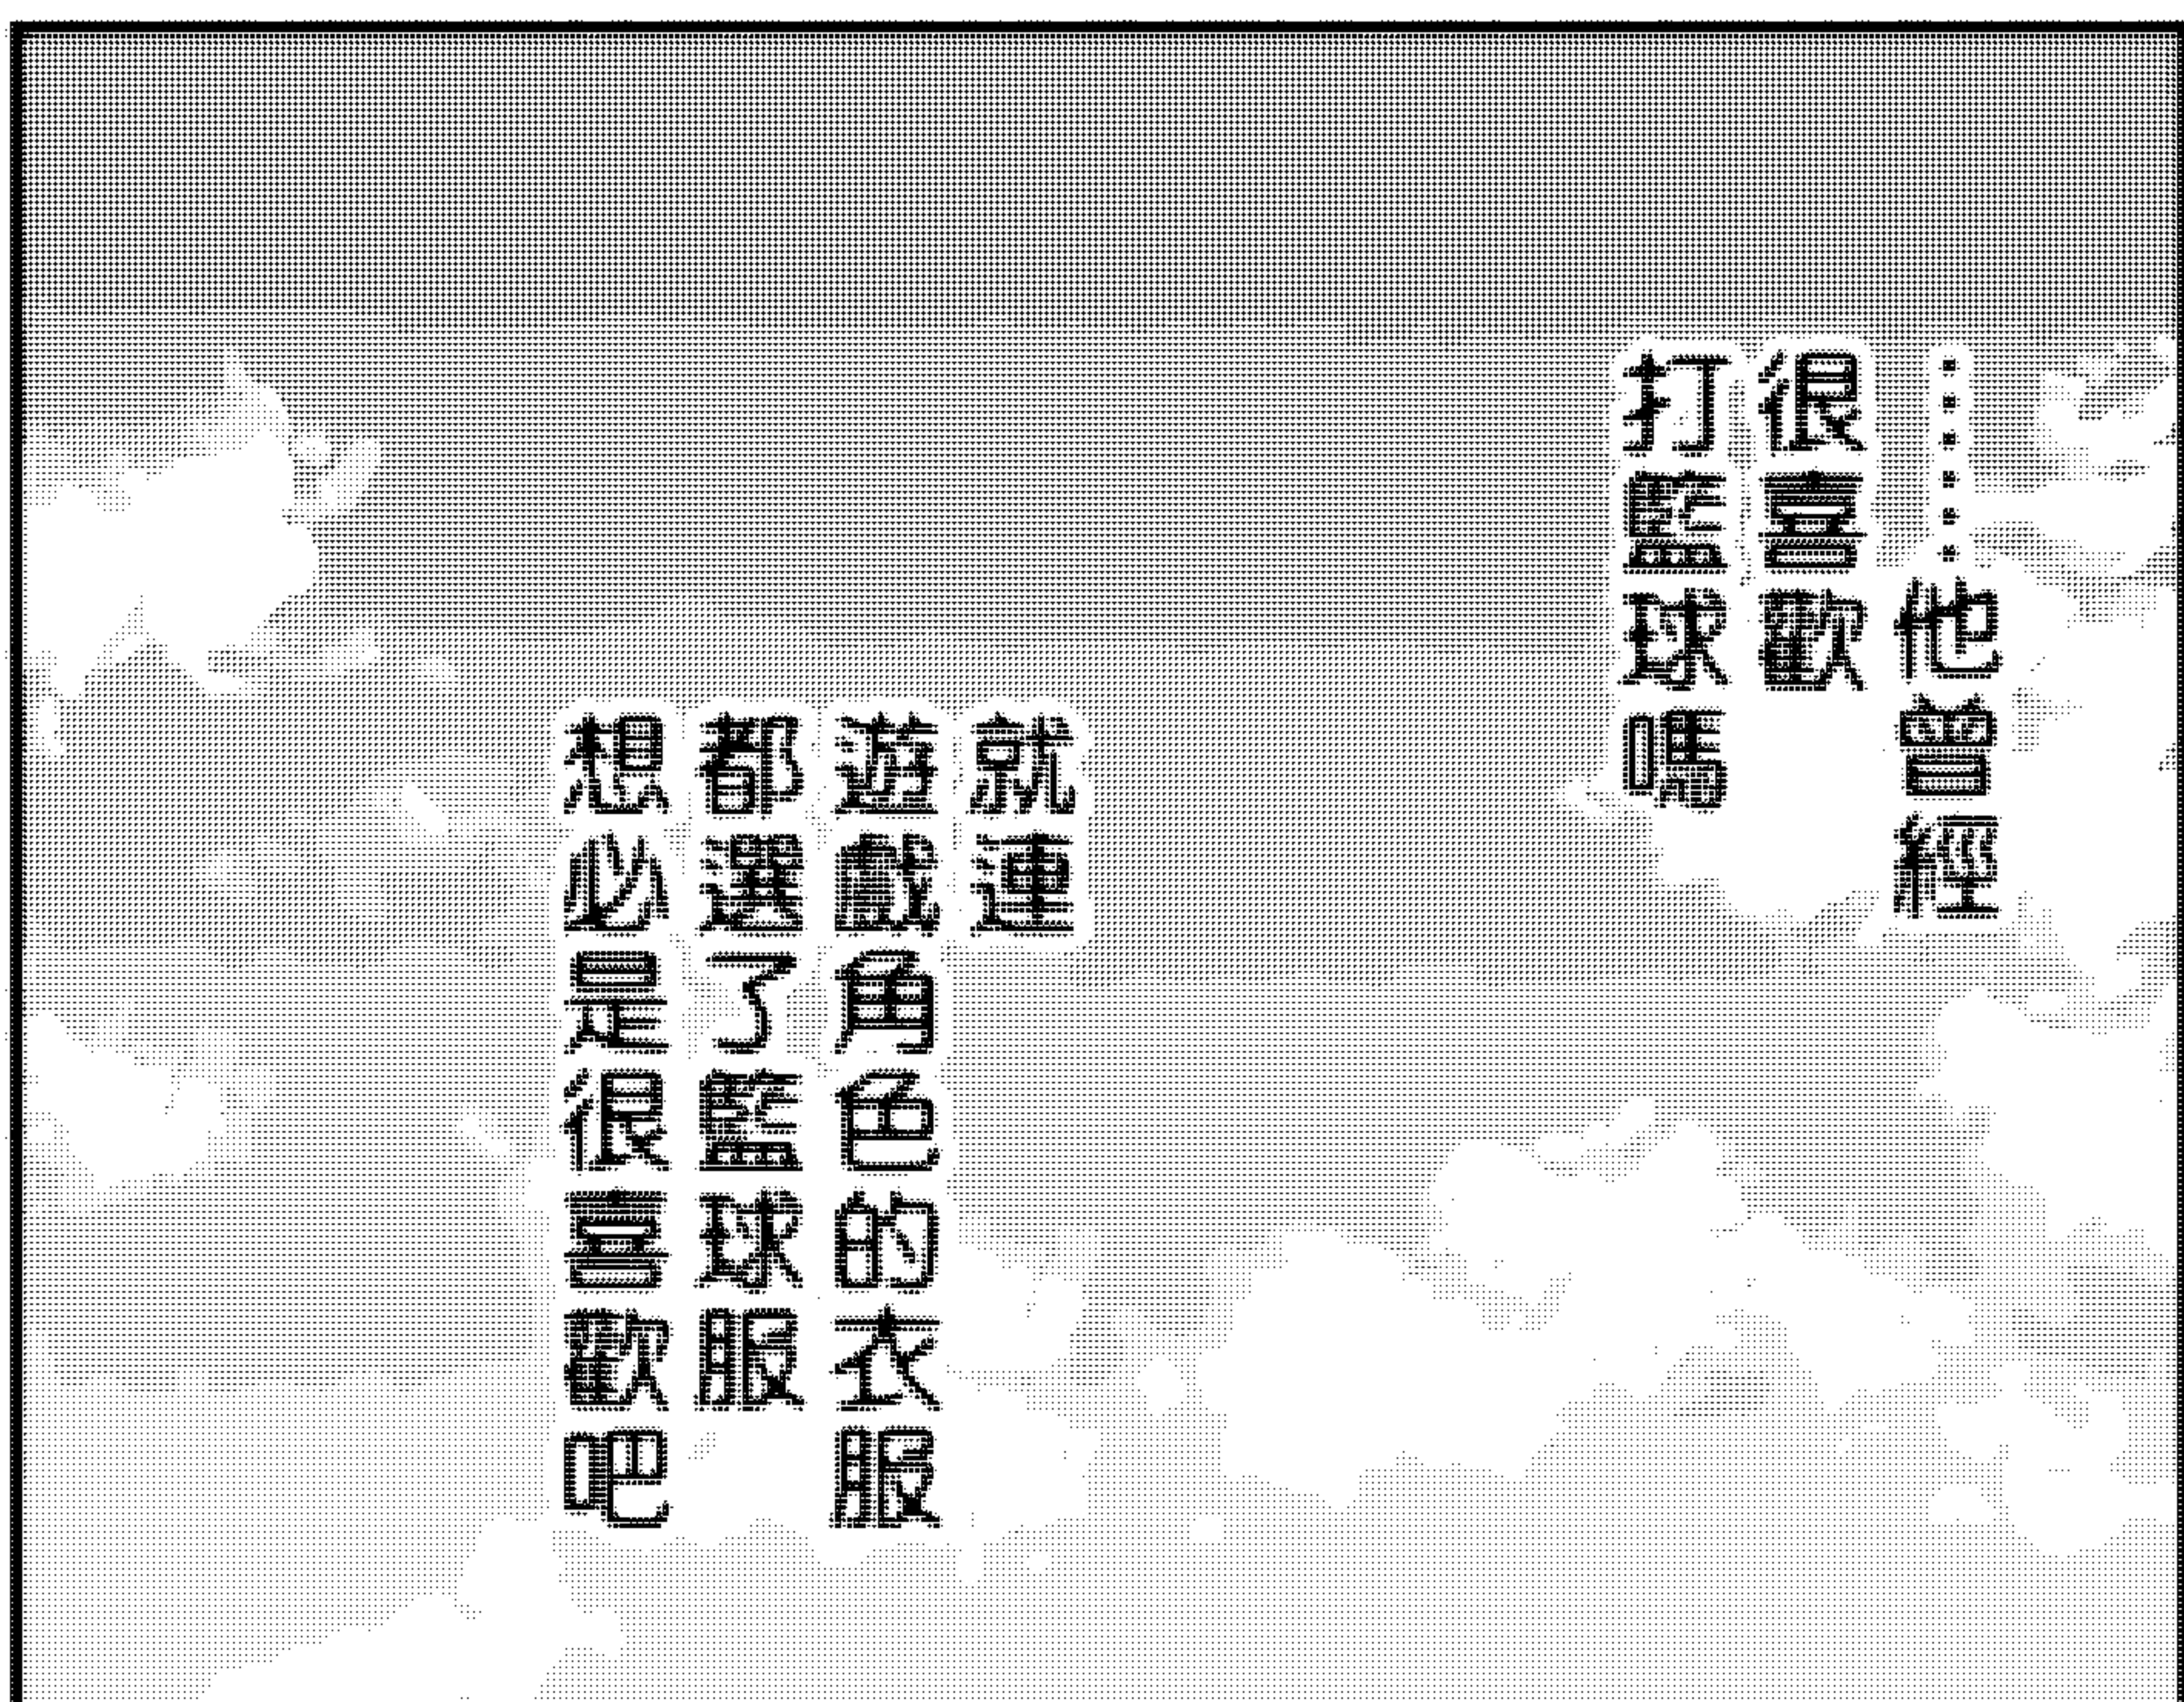 ……他曾經
很喜歡
打籃球嗎
就連
遊戲角色的衣服
都選了籃球服
想必是很喜歡吧